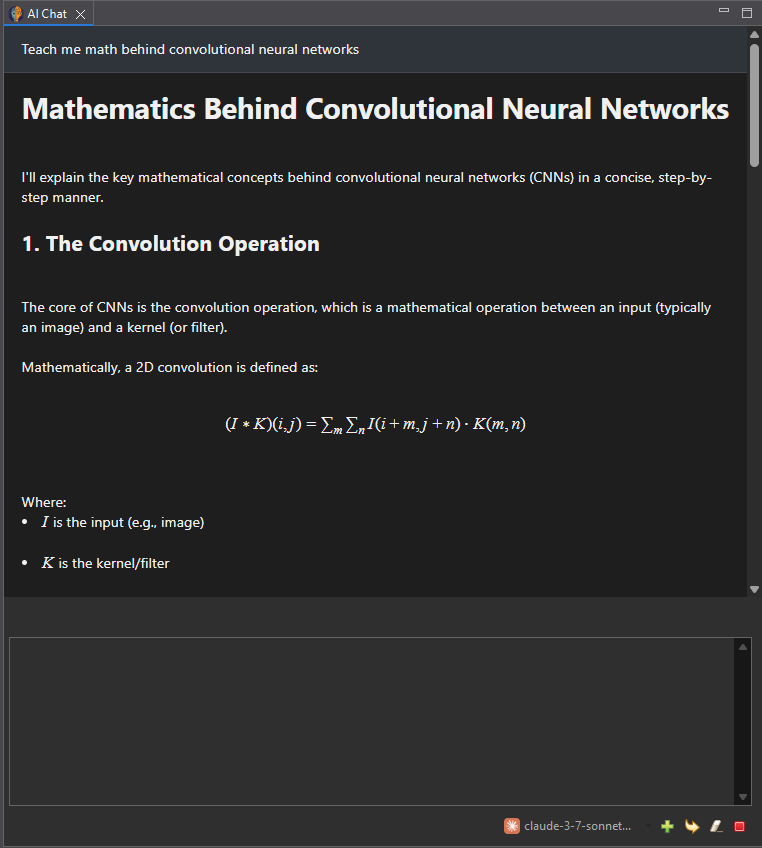 AI Chat
Teach me math behind convolutional neural networks
Mathematics Behind Convolutional Neural Networks
I'll explain the key mathematical concepts behind convolutional neural networks (CNNs) in a concise, step-by-
step manner.
1. The Convolution Operation
The core of CNNs is the convolution operation, which is a mathematical operation between an input (typically
an image) and a kernel (or filter).
Mathematically, a 2D convolution is defined as:
(I * K)(i, j) = ∑m ∑n I(i + m, j + n) · K(m, n)
Where:
• I is the input (e.g., image)
• K is the kernel/filter
claude-3-7-sonnet...